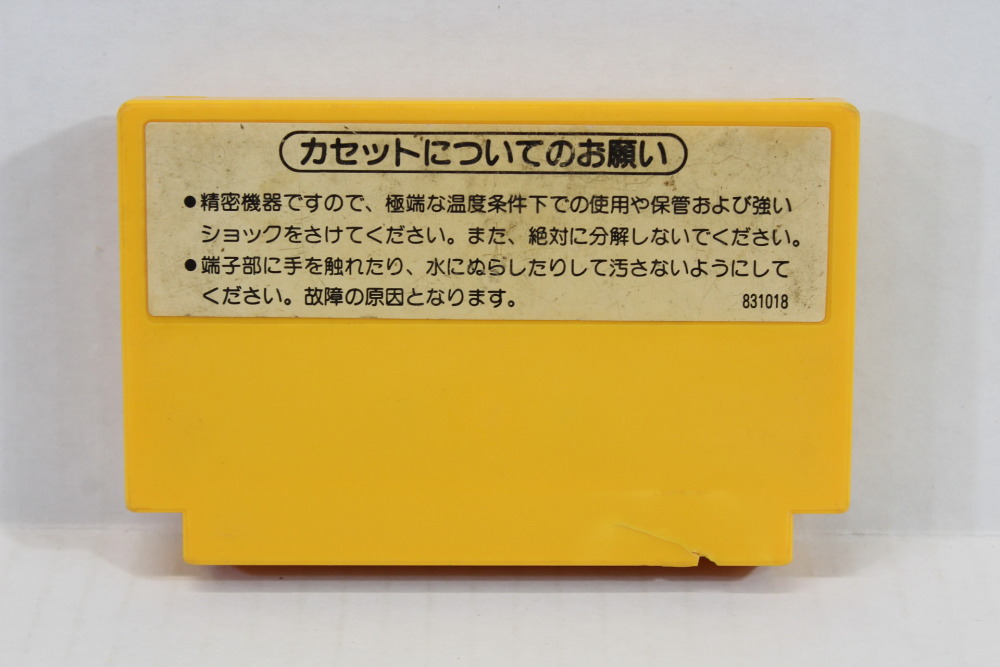 カセットについてのお願い
●精密機器ですので、極端な温度条件下での使用や保管および強い
ショックをさけてください。また、絶対に分解しないでください。
●端子部に手を触れたり、水にぬらしたりして汚さないようにして
ください。故障の原因となります。 831018